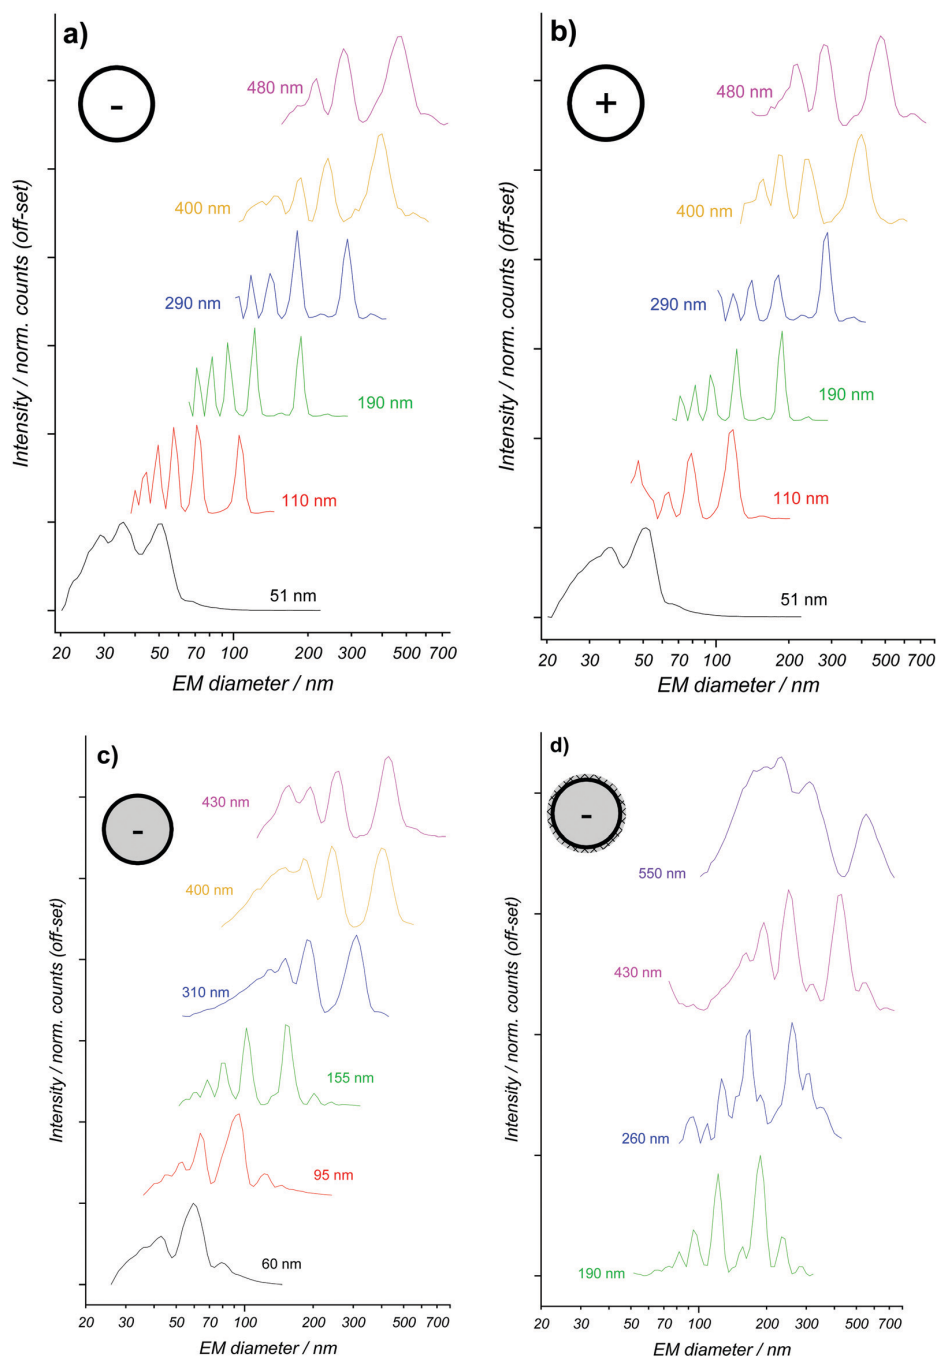 a)
-
480 nm
400 nm
290 nm
190 nm
110 nm
51 nm
Intensity / norm. counts (off-set)
20 30 50 70 100 200 300 500 700
EM diameter / nm
b)
+
480 nm
400 nm
290 nm
190 nm
110 nm
51 nm
Intensity / norm. counts (off-set)
20 30 50 70 100 200 300 500 700
EM diameter / nm
c)
-
430 nm
400 nm
310 nm
155 nm
95 nm
60 nm
Intensity / norm. counts (off-set)
20 30 50 70 100 200 300 500 700
EM diameter / nm
d)
-
550 nm
430 nm
260 nm
190 nm
Intensity / norm. counts (off-set)
20 30 50 70 100 200 300 500 700
EM diameter / nm